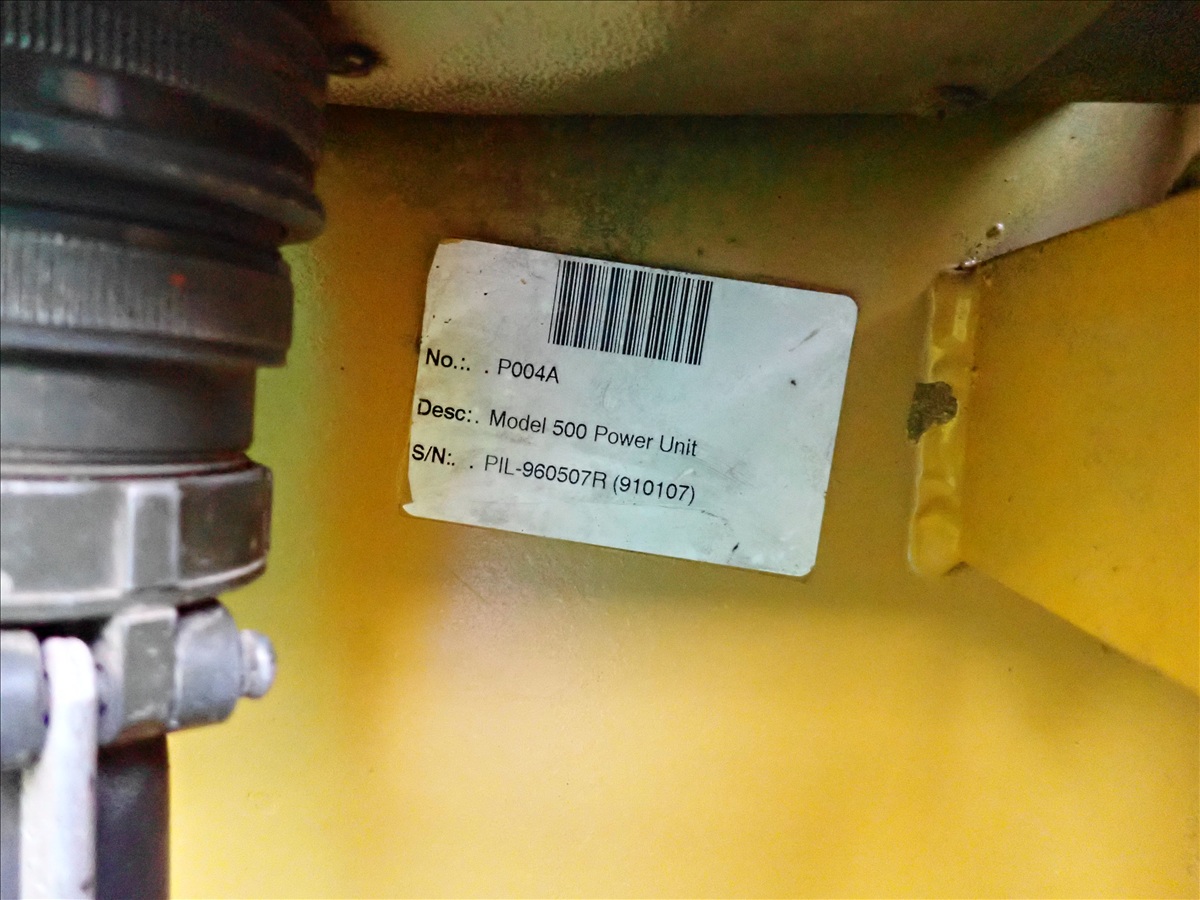 No.:. . P004A
Desc:. Model 500 Power Unit
S/N:. . PIL-960507R (910107)